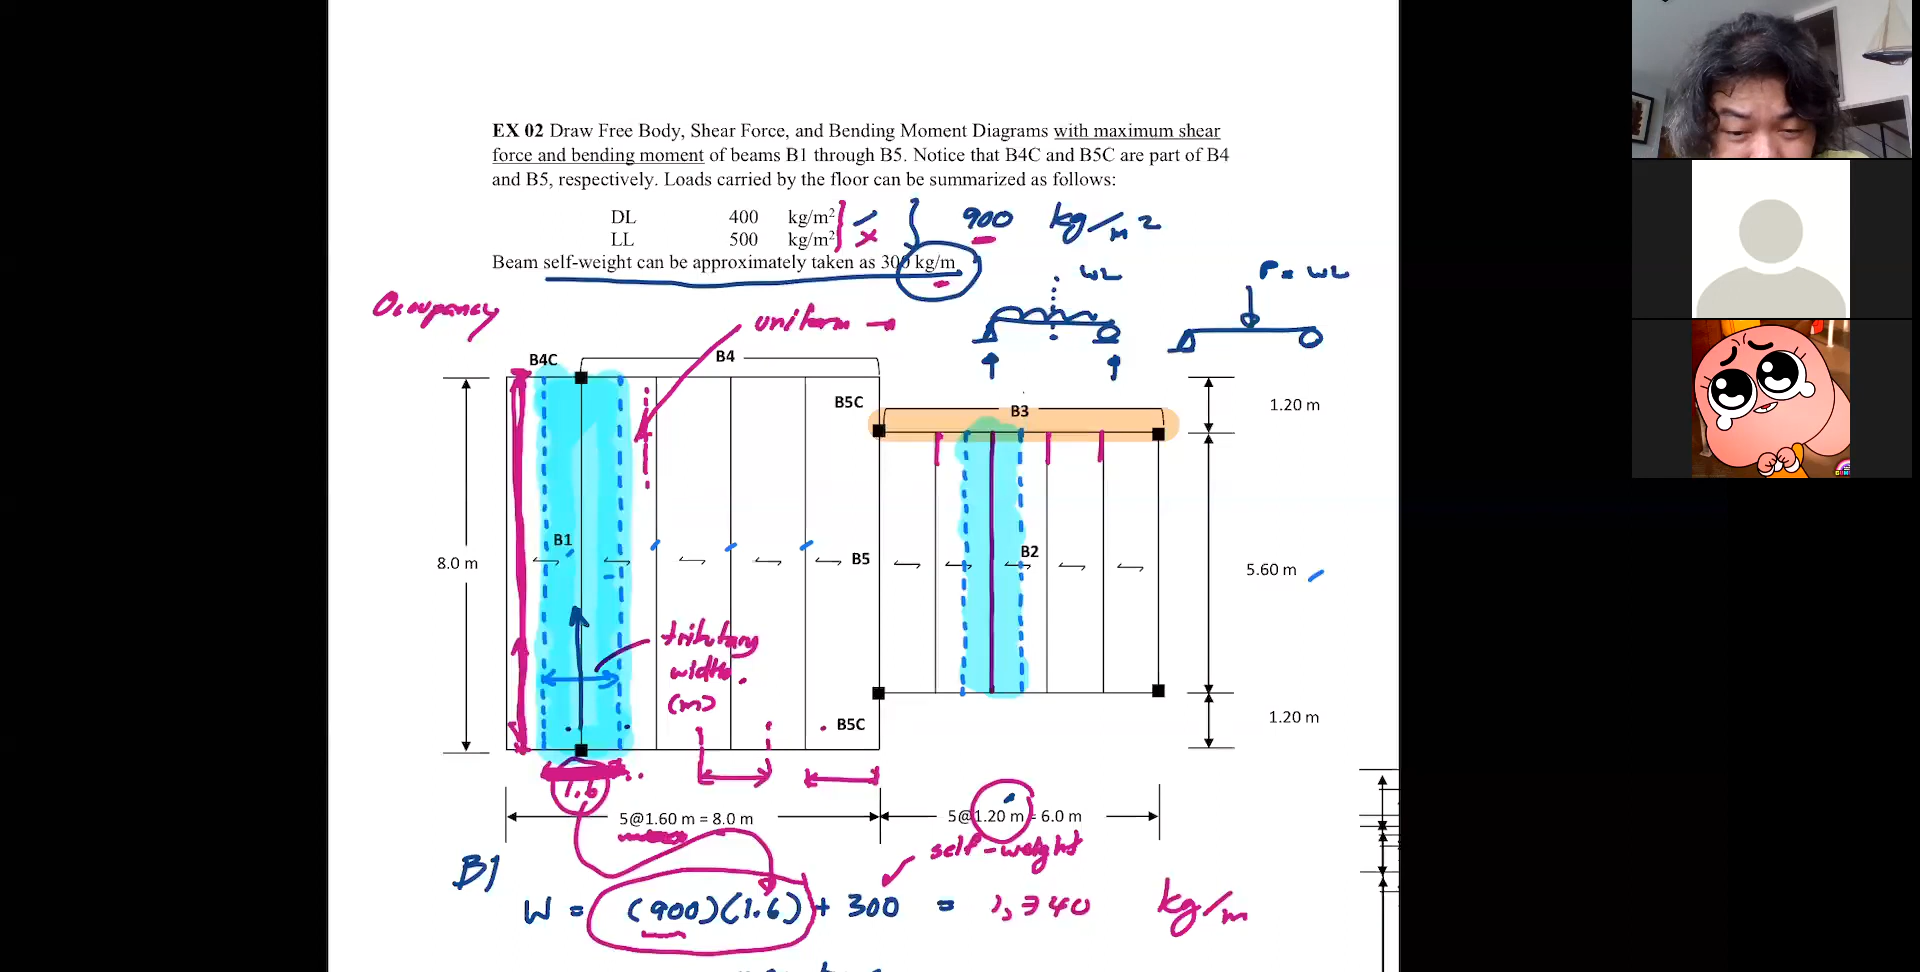 EX 02 Draw Free Body, Shear Force, and Bending Moment Diagrams with maximum shear
force and bending moment of beams B1 through B5. Notice that B4C and B5C are part of B4
and B5, respectively. Loads carried by the floor can be summarized as follows:
DL 400 kg/m²
LL 500 kg/m²
900 kg/m2
Beam self-weight can be approximately taken as 300 kg/m
WL
P = WL
Occupancy
uniform
B4C
B4
B5C
B3
1.20 m
B1
B2
8.0 m
B5
5.60 m
tributary
width
(m)
B5C
1.20 m
1.6
5@1.60 m = 8.0 m
5@1.20 m = 6.0 m
self-weight
B1
W = (900)(1.6) + 300 = 1,740 kg/m